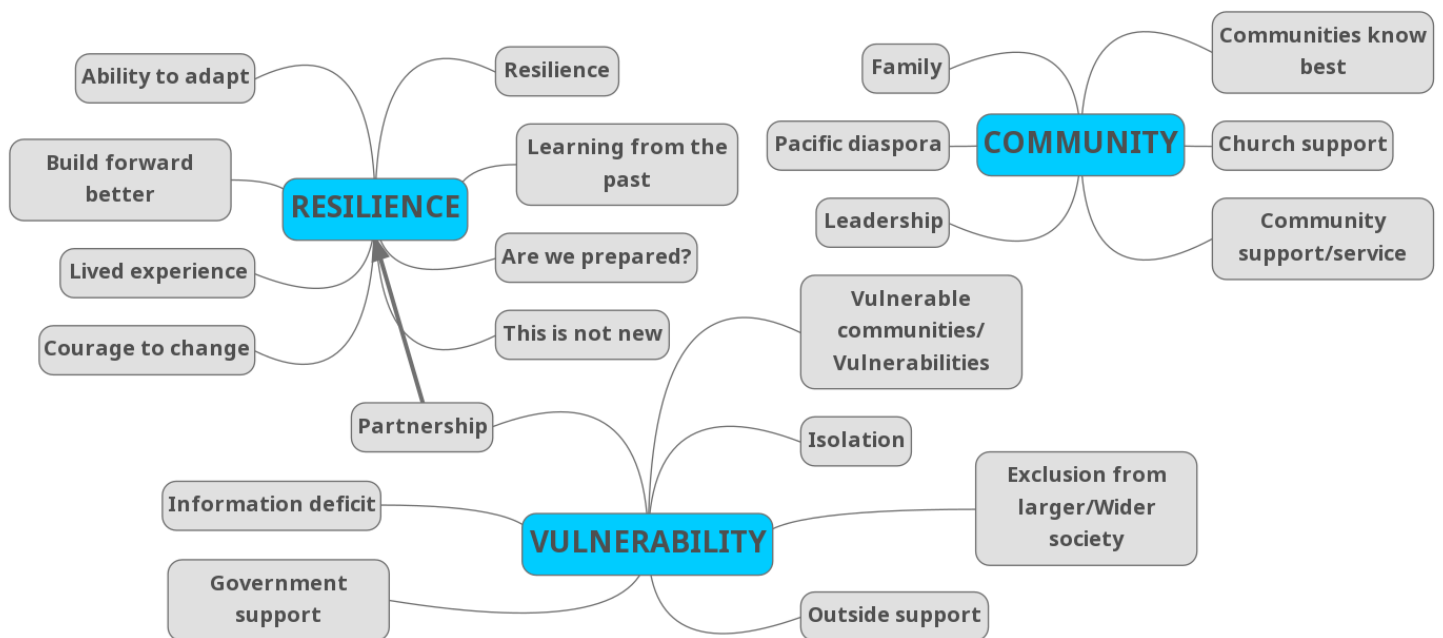 Ability to adapt
Build forward
better
Lived experience
Courage to change
RESILIENCE
Resilience
Learning from the
past
Are we prepared?
This is not new
Family
Pacific diaspora
Leadership
COMMUNITY
Communities know
best
Church support
Community
support/service
Partnership
Information deficit
Government
support
VULNERABILITY
Vulnerable
communities/
Vulnerabilities
Isolation
Exclusion from
larger/Wider
society
Outside support